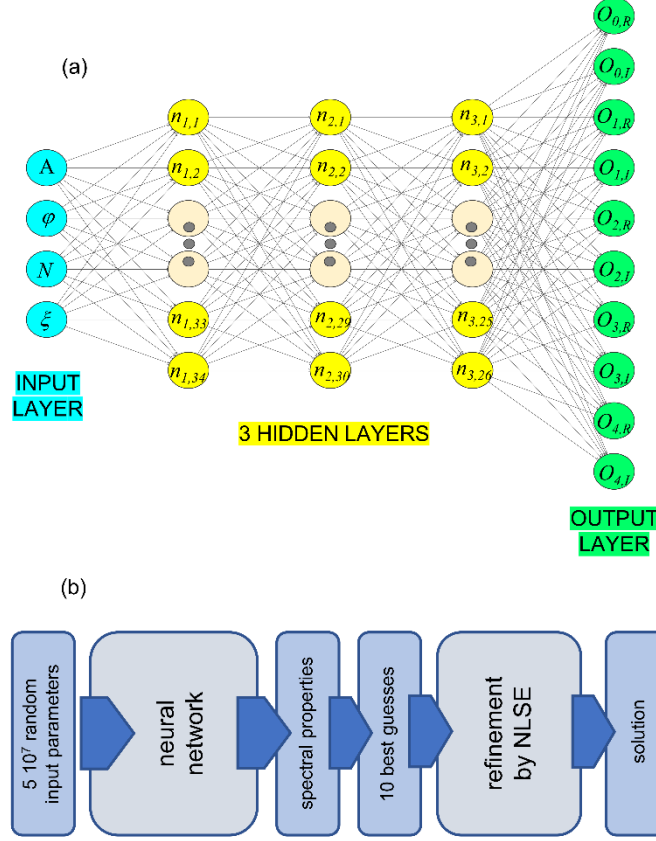 (a)
A
φ
N
ξ
INPUT
LAYER
n1,1
n1,2
n1,33
n1,34
n2,1
n2,2
n2,29
n2,30
n3,1
n3,2
n3,25
n3,26
3 HIDDEN LAYERS
O0,R
O0,I
O1,R
O1,I
O2,R
O2,I
O3,R
O3,I
O4,R
O4,I
OUTPUT
LAYER
(b)
5 10⁷ random
input parameters
neural
network
spectral properties
10 best guesses
refinement
by NLSE
solution